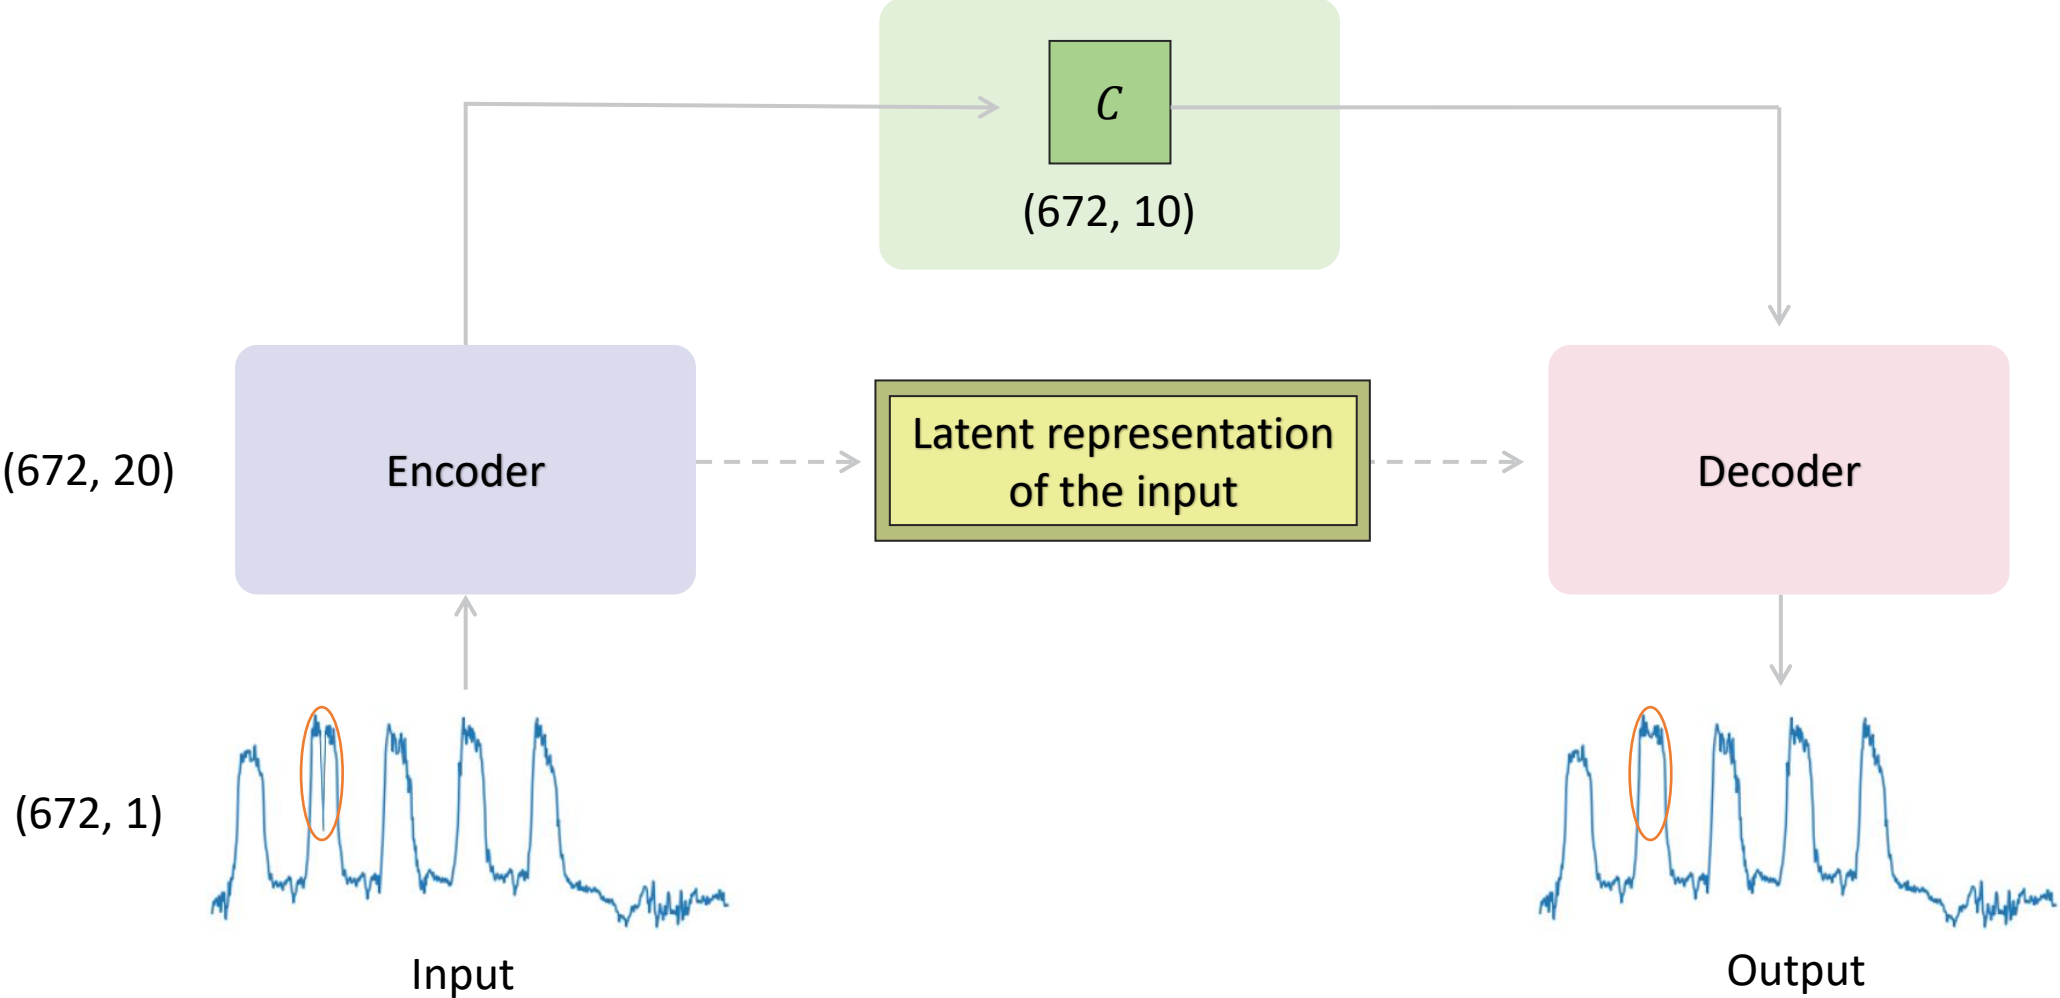 C
(672, 10)
(672, 20)
Encoder
Latent representation
of the input
Decoder
(672, 1)
Input
Output